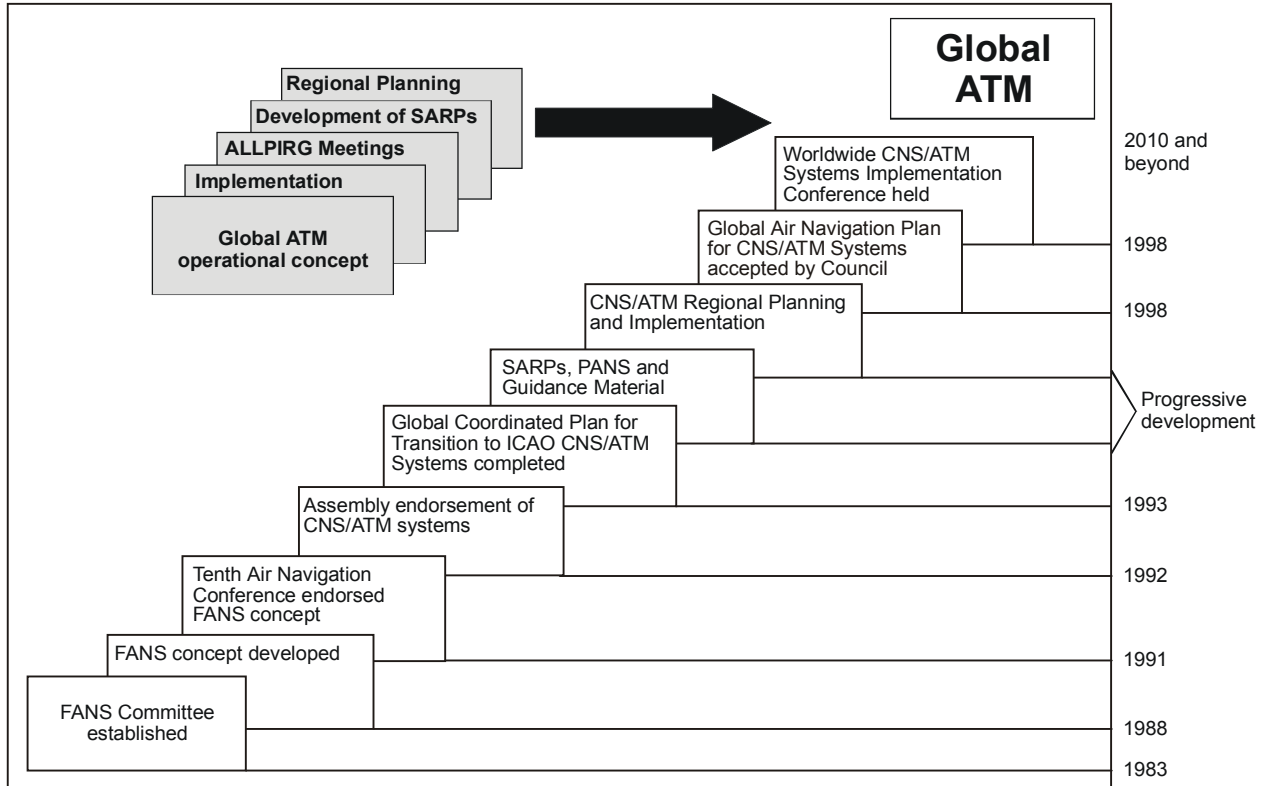 Global
ATM
Regional Planning
Development of SARPs
ALLPIRG Meetings
Implementation
Global ATM
operational concept
2010 and
beyond
Worldwide CNS/ATM
Systems Implementation
Conference held
1998
Global Air Navigation Plan
for CNS/ATM Systems
accepted by Council
1998
CNS/ATM Regional Planning
and Implementation
SARPs, PANS and
Guidance Material
Progressive
development
Global Coordinated Plan for
Transition to ICAO CNS/ATM
Systems completed
1993
Assembly endorsement of
CNS/ATM systems
1992
Tenth Air Navigation
Conference endorsed
FANS concept
1991
FANS concept developed
1988
FANS Committee
established
1983